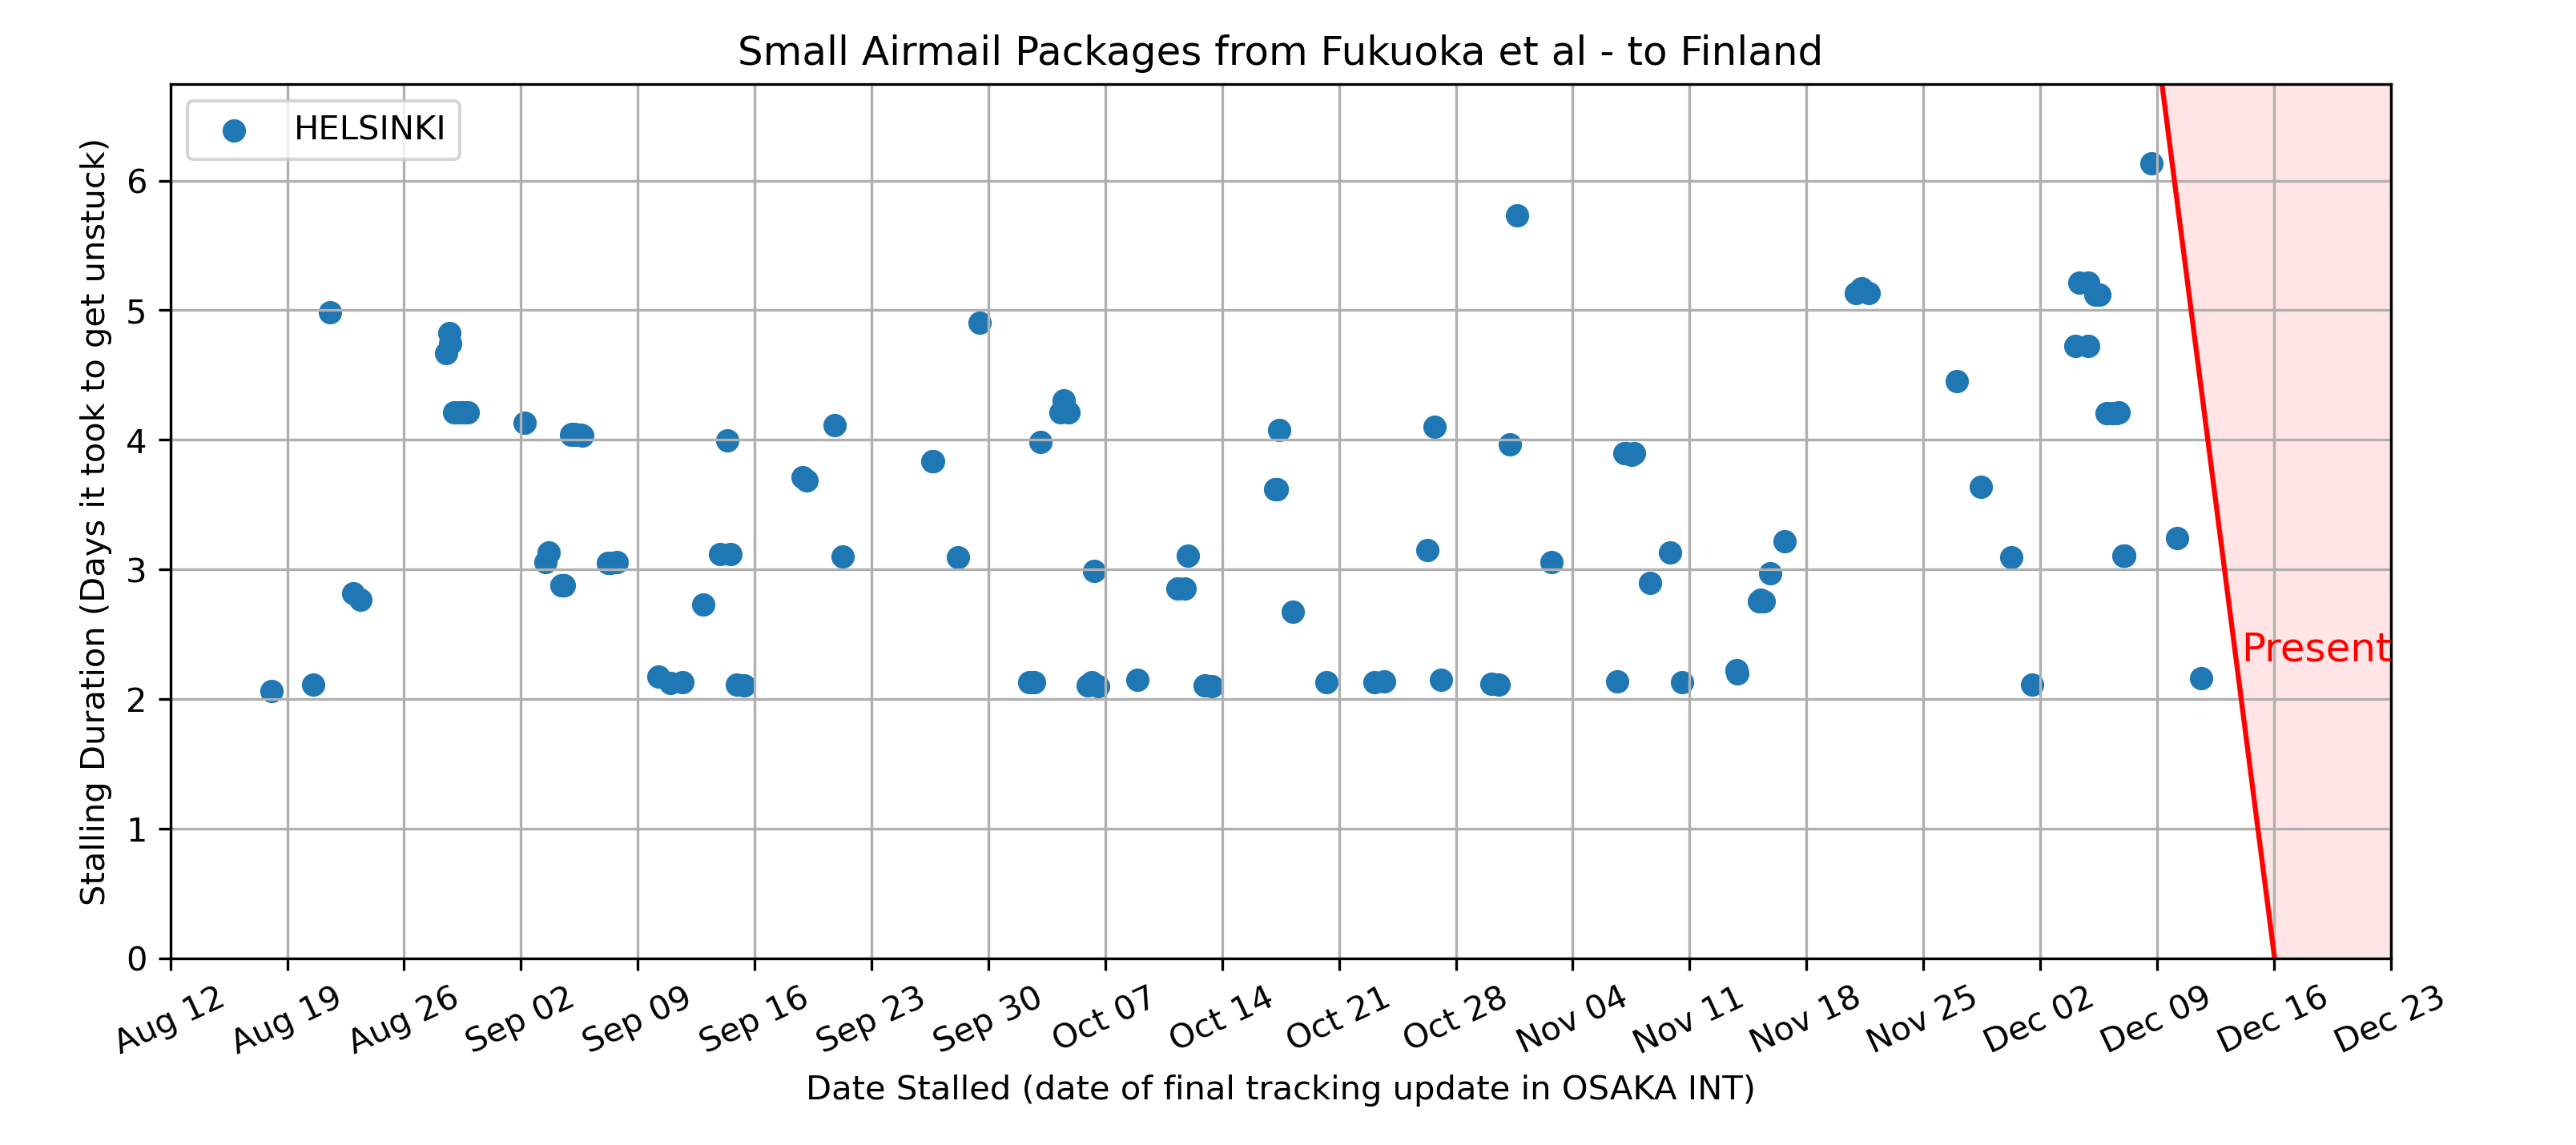 Small Airmail Packages from Fukuoka et al - to Finland
HELSINKI
Stalling Duration (Days it took to get unstuck)
6
5
4
3
2
1
0
Present
Aug 12
Aug 19
Aug 26
Sep 02
Sep 09
Sep 16
Sep 23
Sep 30
Oct 07
Oct 14
Oct 21
Oct 28
Nov 04
Nov 11
Nov 18
Nov 25
Dec 02
Dec 09
Dec 16
Dec 23
Date Stalled (date of final tracking update in OSAKA INT)